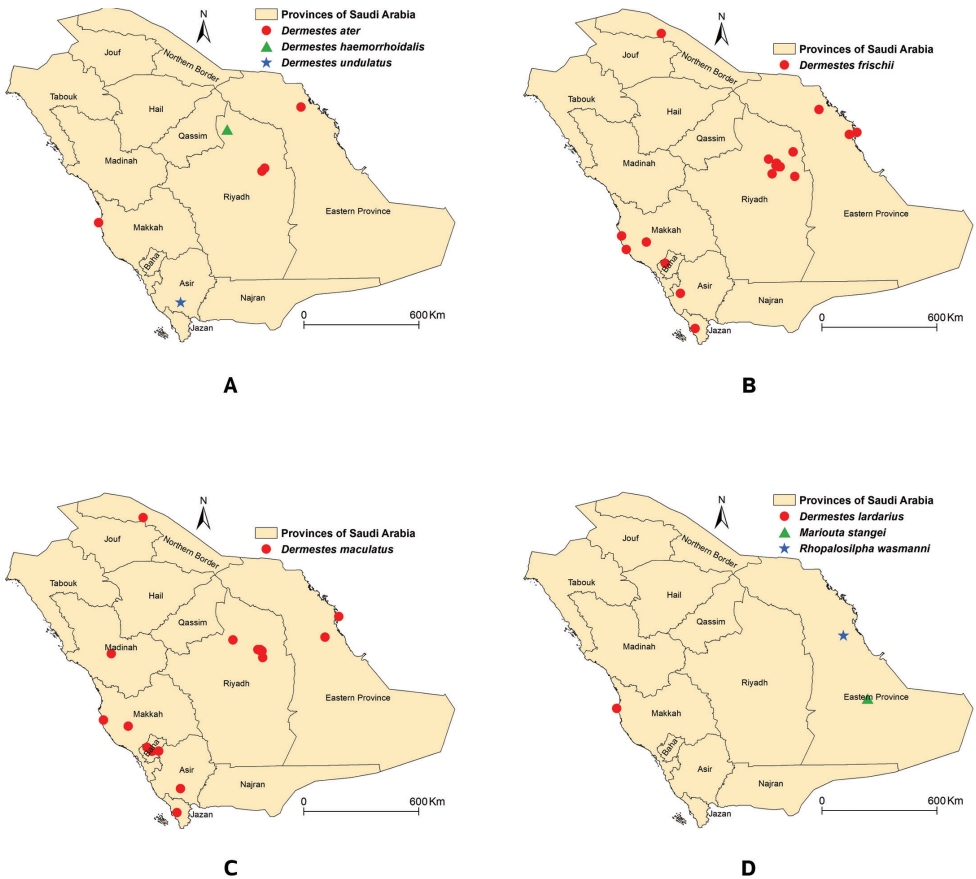 N
Provinces of Saudi Arabia
Dermestes ater
Dermestes haemorrhoidalis
Dermestes undulatus
Jouf
Northern Border
Tabouk
Hail
Qassim
Madinah
Riyadh
Eastern Province
Makkah
Baha
Asir
Najran
Jazan
0 600 Km
A
N
Provinces of Saudi Arabia
Dermestes frischii
Jouf
Northern Border
Tabouk
Hail
Qassim
Madinah
Riyadh
Eastern Province
Makkah
Baha
Asir
Najran
Jazan
0 600 Km
B
N
Provinces of Saudi Arabia
Dermestes maculatus
Jouf
Northern Border
Tabouk
Hail
Qassim
Madinah
Riyadh
Eastern Province
Makkah
Baha
Asir
Najran
Jazan
0 600 Km
C
N
Provinces of Saudi Arabia
Dermestes lardarius
Mariouta stangei
Rhopalosilpha wasmanni
Jouf
Northern Border
Tabouk
Hail
Qassim
Madinah
Riyadh
Eastern Province
Makkah
Baha
Asir
Najran
Jazan
0 600 Km
D